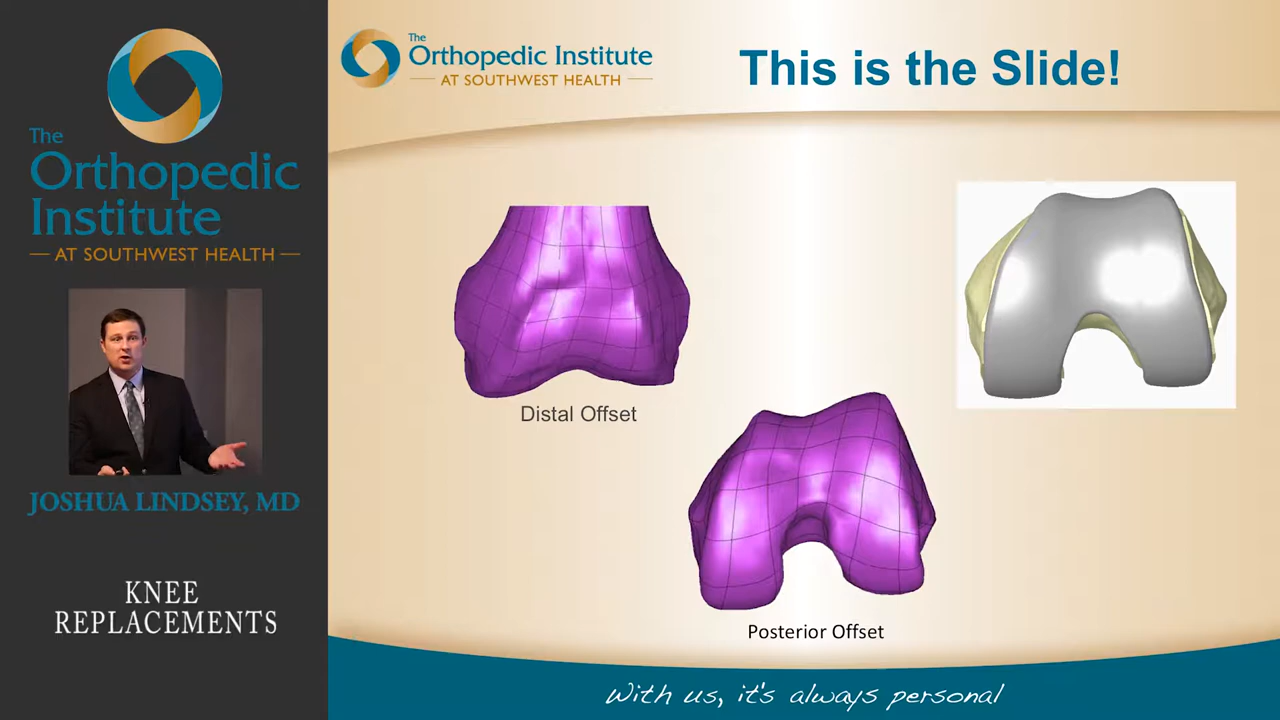 The
Orthopedic
Institute
AT SOUTHWEST HEALTH
JOSHUA LINDSEY, MD
KNEE
REPLACEMENTS
The
Orthopedic Institute
AT SOUTHWEST HEALTH
This is the Slide!
Distal Offset
Posterior Offset
With us, it's always personal